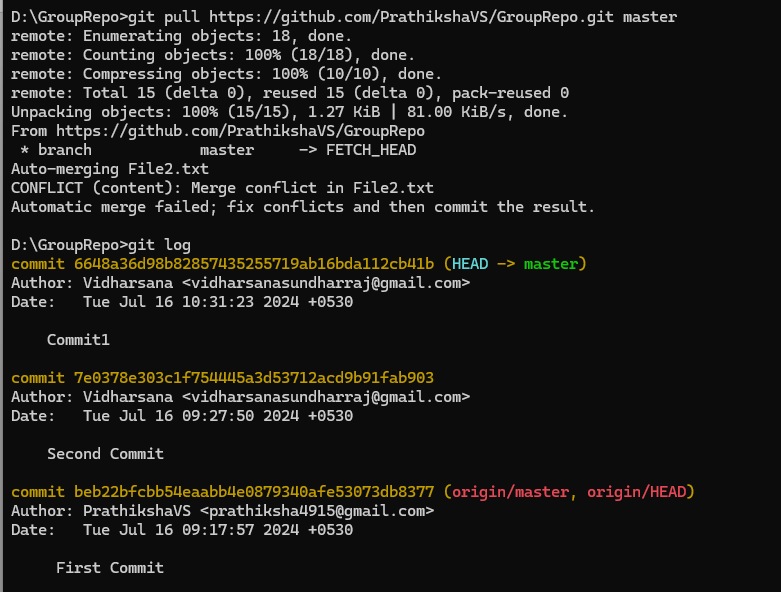 D:\GroupRepo>git pull https://github.com/PrathikshaVS/GroupRepo.git master
remote: Enumerating objects: 18, done.
remote: Counting objects: 100% (18/18), done.
remote: Compressing objects: 100% (10/10), done.
remote: Total 15 (delta 0), reused 15 (delta 0), pack-reused 0
Unpacking objects: 100% (15/15), 1.27 KiB | 81.00 KiB/s, done.
From https://github.com/PrathikshaVS/GroupRepo
 * branch            master     -> FETCH_HEAD
Auto-merging File2.txt
CONFLICT (content): Merge conflict in File2.txt
Automatic merge failed; fix conflicts and then commit the result.

D:\GroupRepo>git log
commit 6648a36d98b82857435255719ab16bda112cb41b (HEAD -> master)
Author: Vidharsana <vidharsanasundharraj@gmail.com>
Date:   Tue Jul 16 10:31:23 2024 +0530

    Commit1

commit 7e0378e303c1f754445a3d53712acd9b91fab903
Author: Vidharsana <vidharsanasundharraj@gmail.com>
Date:   Tue Jul 16 09:27:50 2024 +0530

    Second Commit

commit beb22bfcbb54eaabb4e0879340afe53073db8377 (origin/master, origin/HEAD)
Author: PrathikshaVS <prathiksha4915@gmail.com>
Date:   Tue Jul 16 09:17:57 2024 +0530

     First Commit